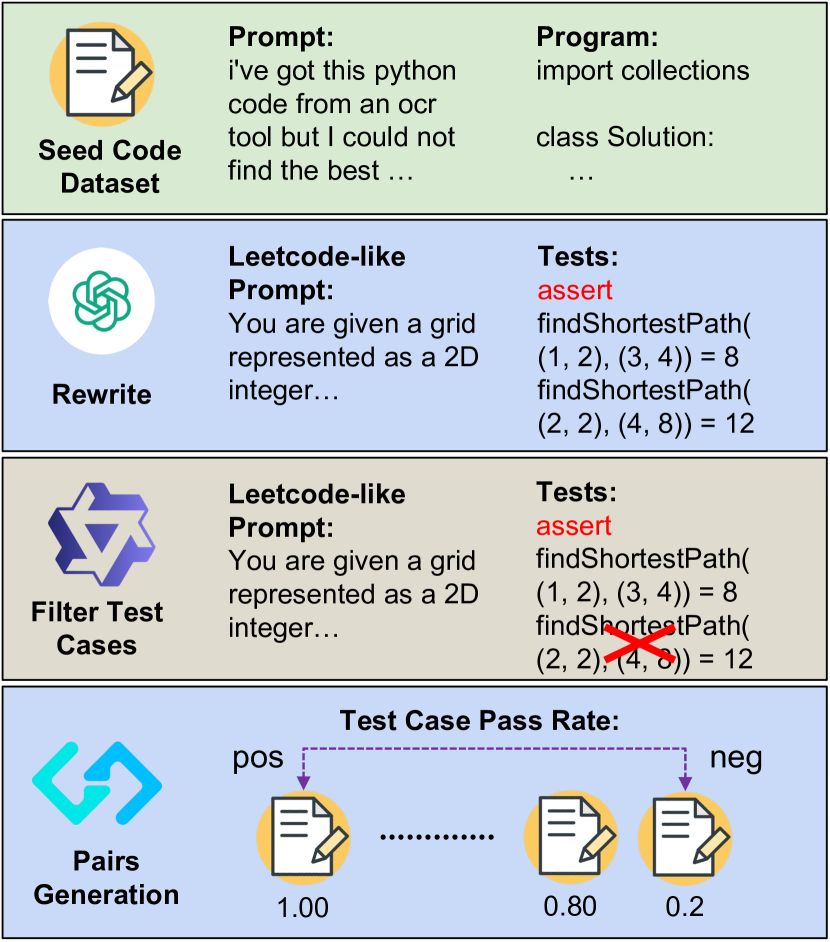 Seed Code
Dataset
Prompt:
i've got this python
code from an ocr
tool but I could not
find the best ...
Program:
import collections
class Solution:
...
Rewrite
Leetcode-like
Prompt:
You are given a grid
represented as a 2D
integer...
Tests:
assert
findShortestPath(
(1, 2), (3, 4)) = 8
findShortestPath(
(2, 2), (4, 8)) = 12
Filter Test
Cases
Leetcode-like
Prompt:
You are given a grid
represented as a 2D
integer...
Tests:
assert
findShortestPath(
(1, 2), (3, 4)) = 8
findShortestPath(
(2, 2), (4, 8)) = 12
Pairs
Generation
Test Case Pass Rate:
pos
neg
1.00
0.80
0.2